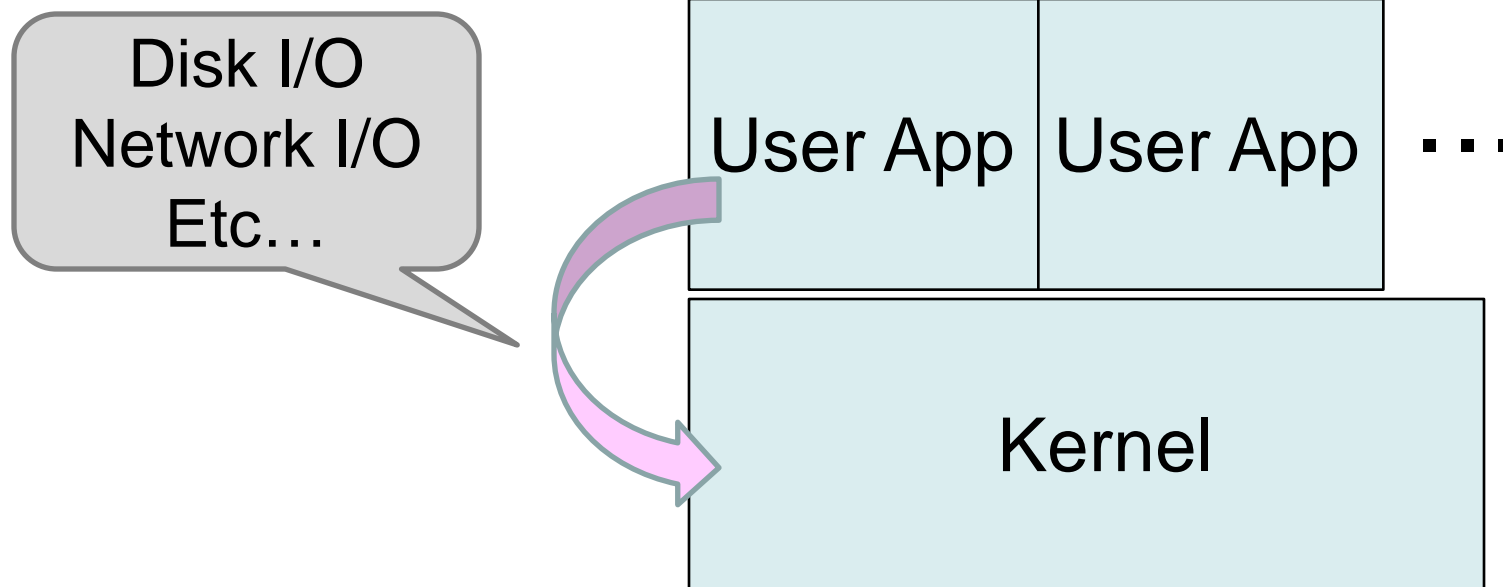 Disk I/O
Network I/O
Etc…
User App
User App
...
Kernel